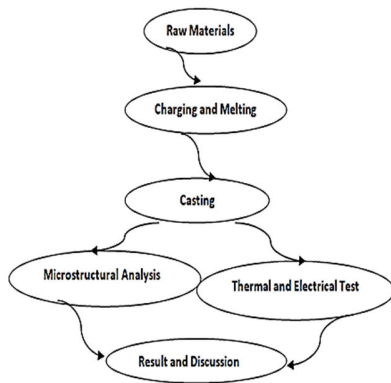 Raw Materials
Charging and Melting
Casting
Microstructural Analysis
Thermal and Electrical Test
Result and Discussion